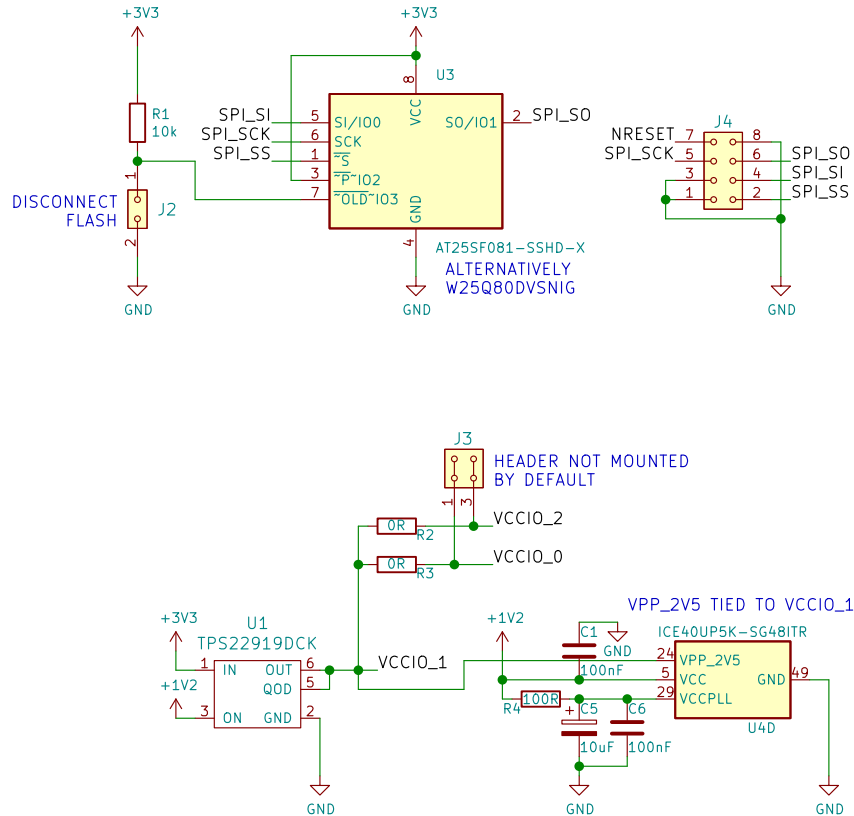 +3V3
+3V3
U3
8
VCC
R1
10k
SPI_SI
5
SI/IO0
SO/IO1
2
SPI_SO
SPI_SCK
6
SCK
SPI_SS
1
~S
3
~P~IO2
7
~OLD~IO3
GND
4
1
J2
2
DISCONNECT
FLASH
GND
GND
AT25SF081-SSHD-X
ALTERNATIVELY
W25Q80DVSNIG
J4
NRESET
7
8
SPI_SCK
5
6
SPI_SO
3
4
SPI_SI
1
2
SPI_SS
GND
J3
HEADER NOT MOUNTED
BY DEFAULT
1
3
0R
R2
VCCIO_2
0R
R3
VCCIO_0
U1
TPS22919DCK
+3V3
1
IN
OUT
6
VCCIO_1
QOD
5
+1V2
3
ON
GND
2
GND
VPP_2V5 TIED TO VCCIO_1
+1V2
C1
GND
100nF
ICE40UP5K-SG48ITR
24
VPP_2V5
5
VCC
GND
49
29
VCCPLL
U4D
R4
100R
+
C5
10uF
C6
100nF
GND
GND